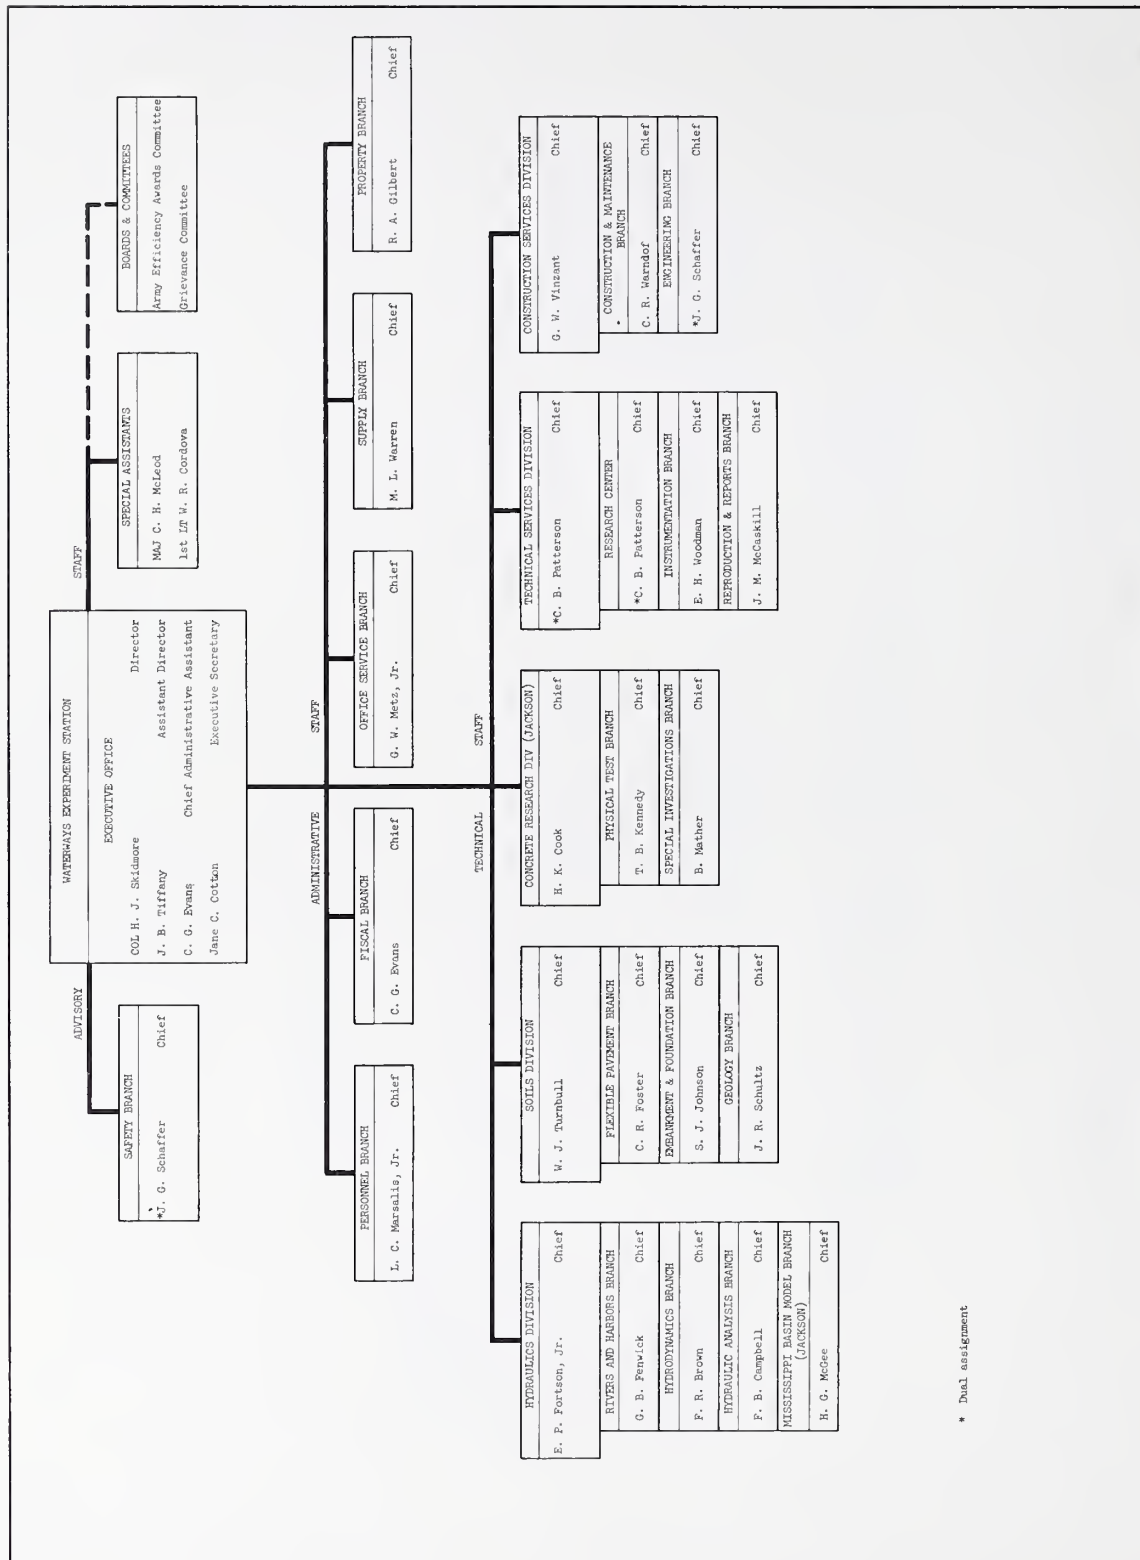 WATERWAYS EXPERIMENT STATION
EXECUTIVE OFFICE
COL H. J. Skidmore Director
J. B. Tiffany Assistant Director
C. G. Evans Chief Administrative Assistant
Jane C. Cotton Executive Secretary
ADVISORY
STAFF
SAFETY BRANCH
*J. G. Schaffer Chief
SPECIAL ASSISTANTS
MAJ C. H. McLeod
1st LT W. R. Cordova
BOARDS & COMMITTEES
Army Efficiency Awards Committee
Grievance Committee
ADMINISTRATIVE
STAFF
PERSONNEL BRANCH
L. C. Marsalis, Jr. Chief
FISCAL BRANCH
C. G. Evans Chief
OFFICE SERVICE BRANCH
G. W. Metz, Jr. Chief
SUPPLY BRANCH
M. L. Warren Chief
PROPERTY BRANCH
R. A. Gilbert Chief
TECHNICAL
STAFF
HYDRAULICS DIVISION
E. P. Fortson, Jr. Chief
RIVERS AND HARBORS BRANCH
G. B. Fenwick Chief
HYDRODYNAMICS BRANCH
F. R. Brown Chief
HYDRAULIC ANALYSIS BRANCH
F. B. Campbell Chief
MISSISSIPPI BASIN MODEL BRANCH
(JACKSON)
H. G. McGee Chief
SOILS DIVISION
W. J. Turnbull Chief
FLEXIBLE PAVEMENT BRANCH
C. R. Foster Chief
EMBANKMENT & FOUNDATION BRANCH
S. J. Johnson Chief
GEOLOGY BRANCH
J. R. Schultz Chief
CONCRETE RESEARCH DIV (JACKSON)
H. K. Cook Chief
PHYSICAL TEST BRANCH
T. B. Kennedy Chief
SPECIAL INVESTIGATIONS BRANCH
B. Mather Chief
TECHNICAL SERVICES DIVISION
*C. B. Patterson Chief
RESEARCH CENTER
*C. B. Patterson Chief
INSTRUMENTATION BRANCH
E. H. Woodman Chief
REPRODUCTION & REPORTS BRANCH
J. M. McCaskill Chief
CONSTRUCTION SERVICES DIVISION
G. W. Vinzant Chief
CONSTRUCTION & MAINTENANCE
BRANCH
C. R. Warndof Chief
ENGINEERING BRANCH
*J. G. Schaffer Chief
* Dual assignment